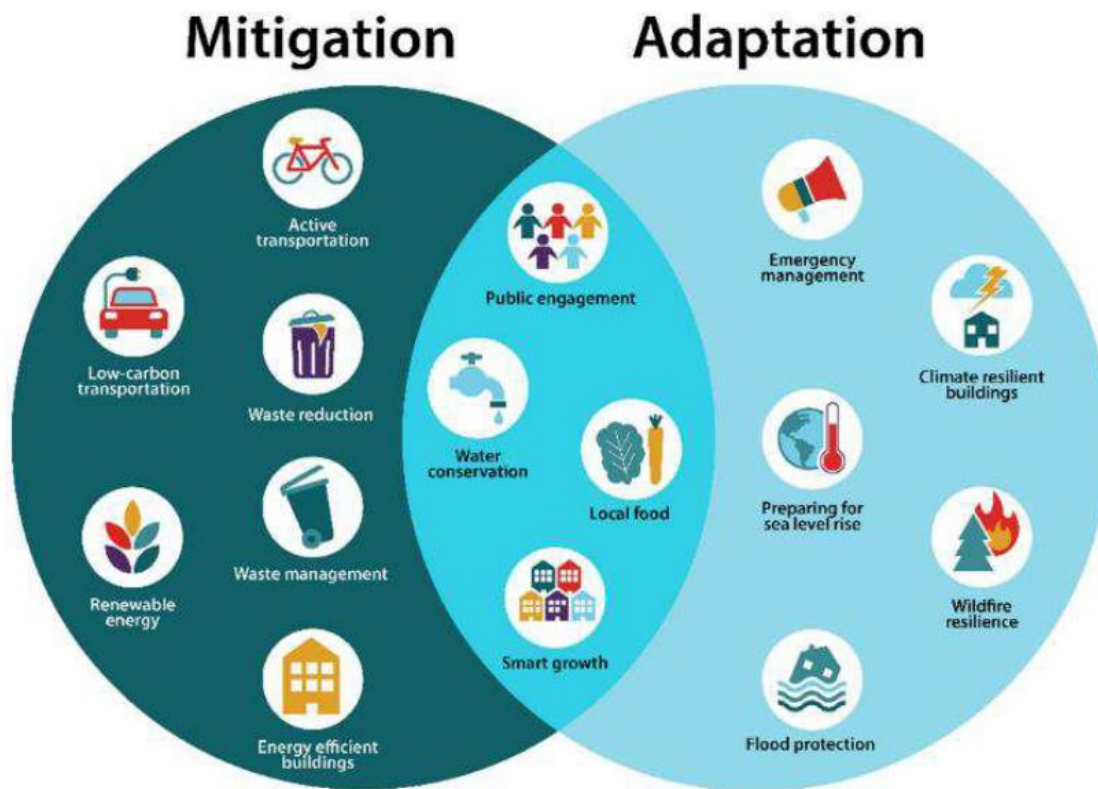 Mitigation
Adaptation
Active
transportation
Low-carbon
transportation
Waste reduction
Waste management
Renewable
energy
Energy efficient
buildings
Public engagement
Water
conservation
Local food
Smart growth
Emergency
management
Climate resilient
buildings
Preparing for
sea level rise
Wildfire
resilience
Flood protection